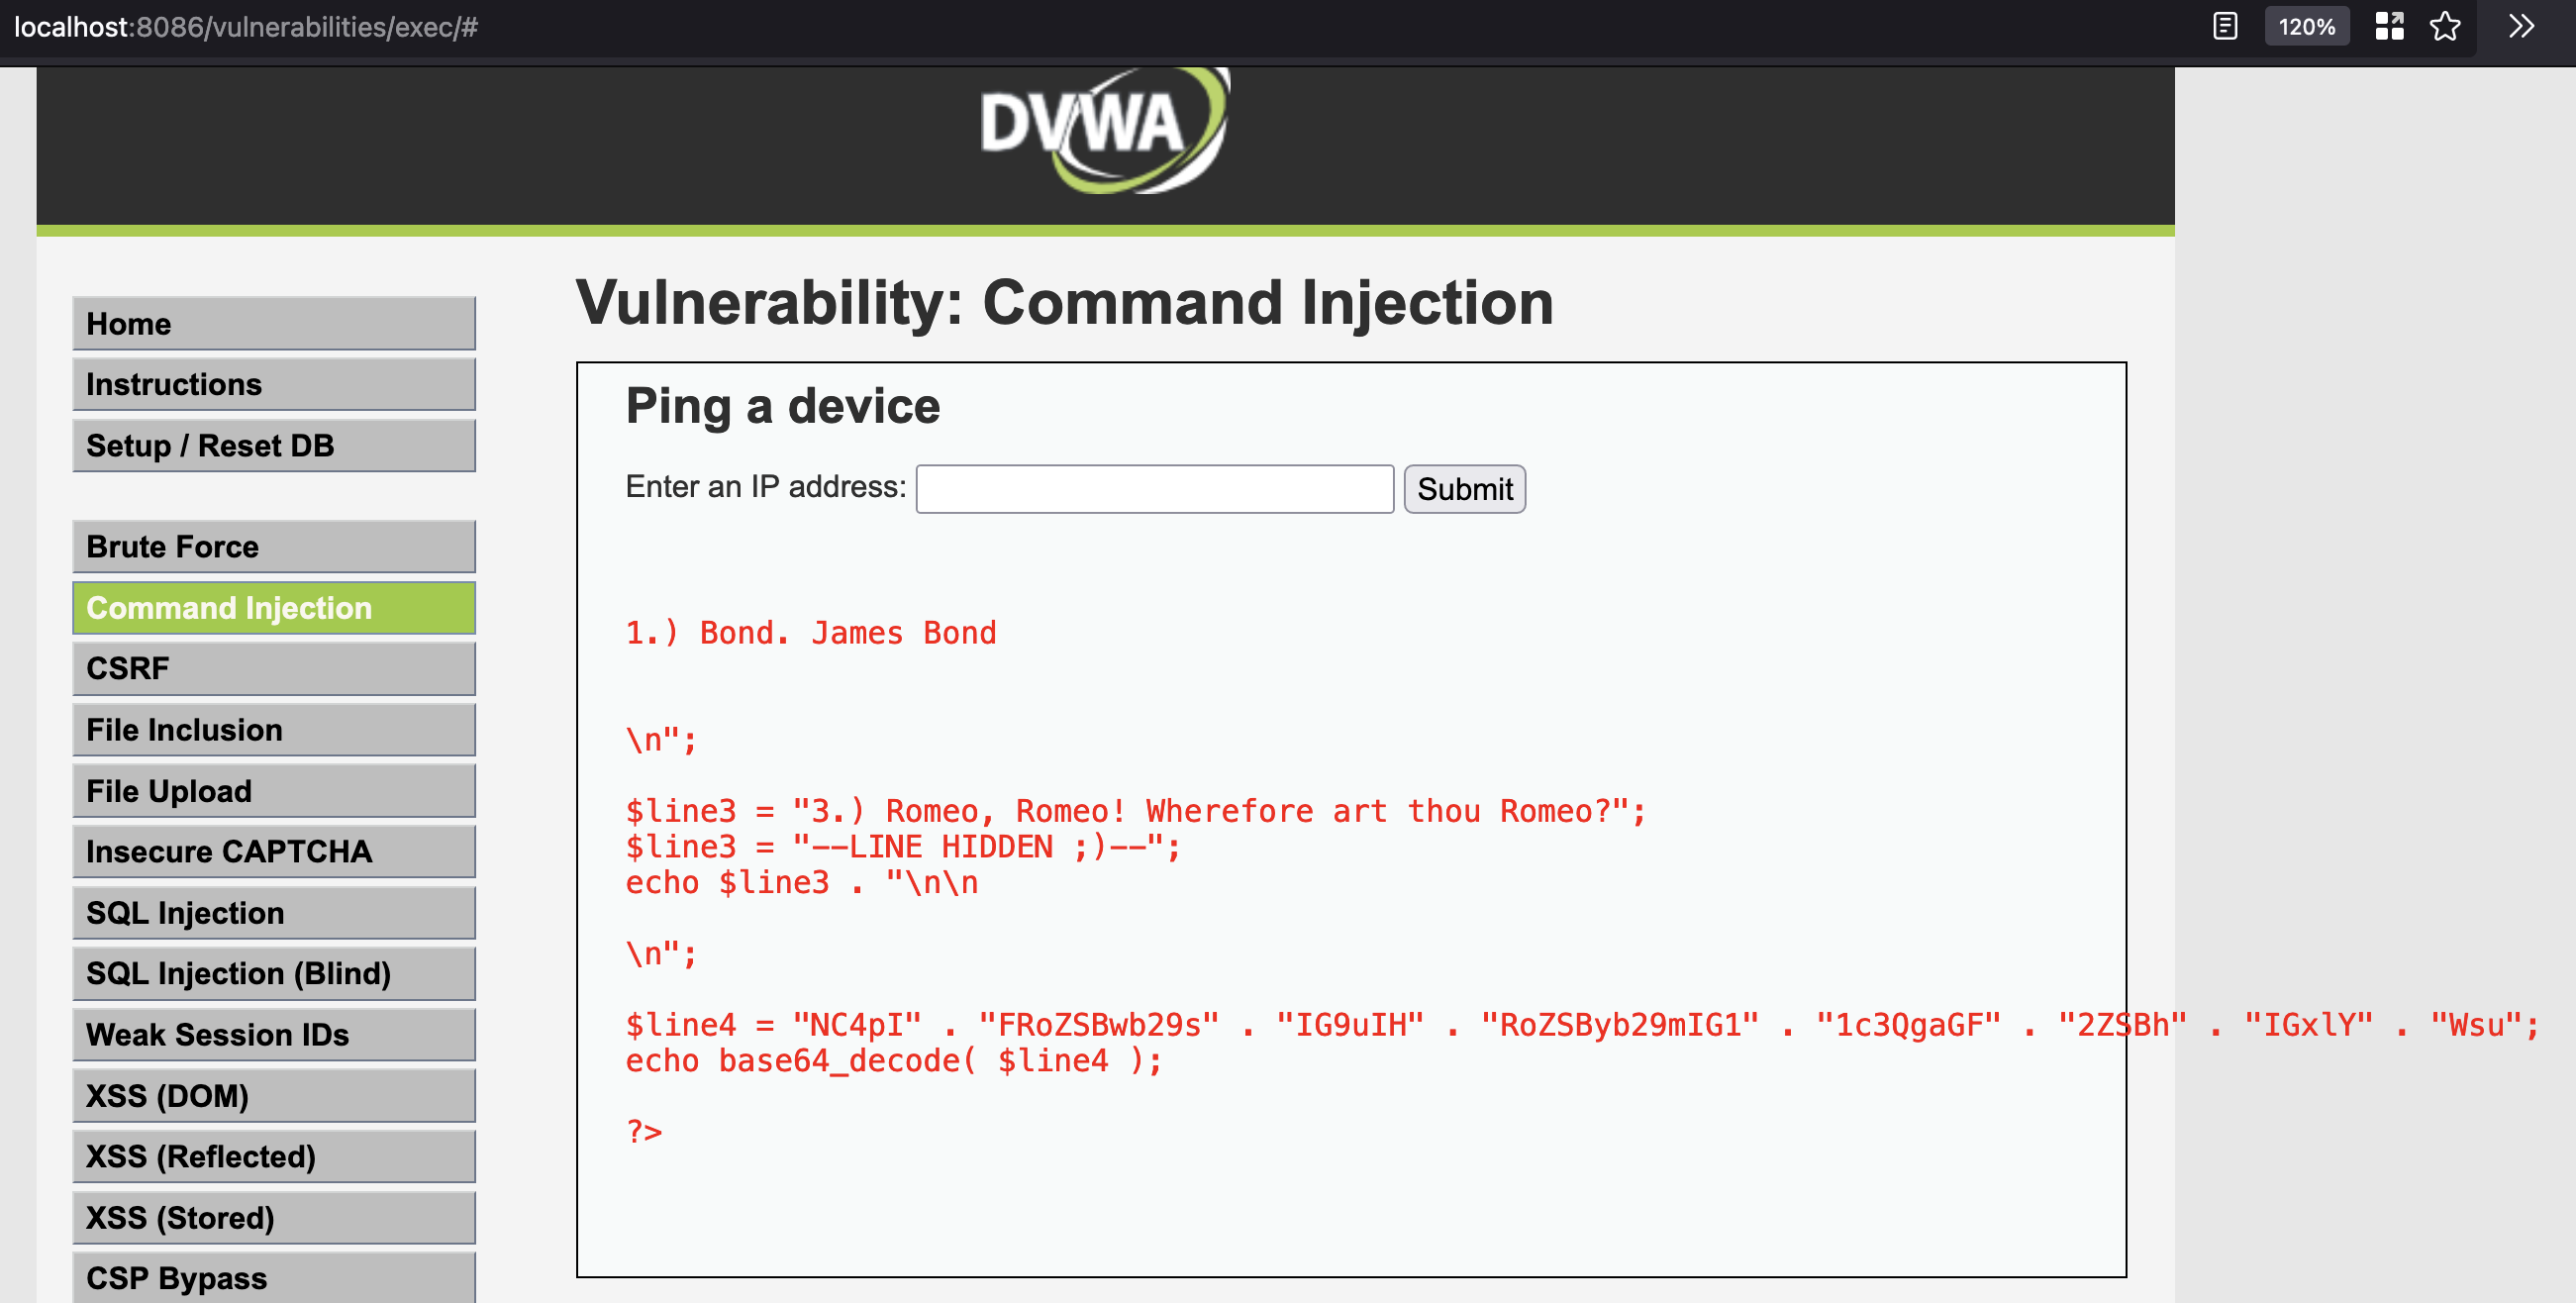 localhost:8086/vulnerabilities/exec/#
120%
DVWA
Home
Instructions
Setup / Reset DB
Brute Force
Command Injection
CSRF
File Inclusion
File Upload
Insecure CAPTCHA
SQL Injection
SQL Injection (Blind)
Weak Session IDs
XSS (DOM)
XSS (Reflected)
XSS (Stored)
CSP Bypass
Vulnerability: Command Injection
Ping a device
Enter an IP address:
Submit
1.) Bond. James Bond
\n";
$line3 = "3.) Romeo, Romeo! Wherefore art thou Romeo?";
$line3 = "--LINE HIDDEN ;)--";
echo $line3 . "\n\n
\n";
$line4 = "NC4pI" . "FRoZSBwb29s" . "IG9uIH" . "RoZSByb29mIG1" . "1c3QgaGF" . "2ZSBh" . "IGxlY" . "Wsu";
echo base64_decode( $line4 );
?>